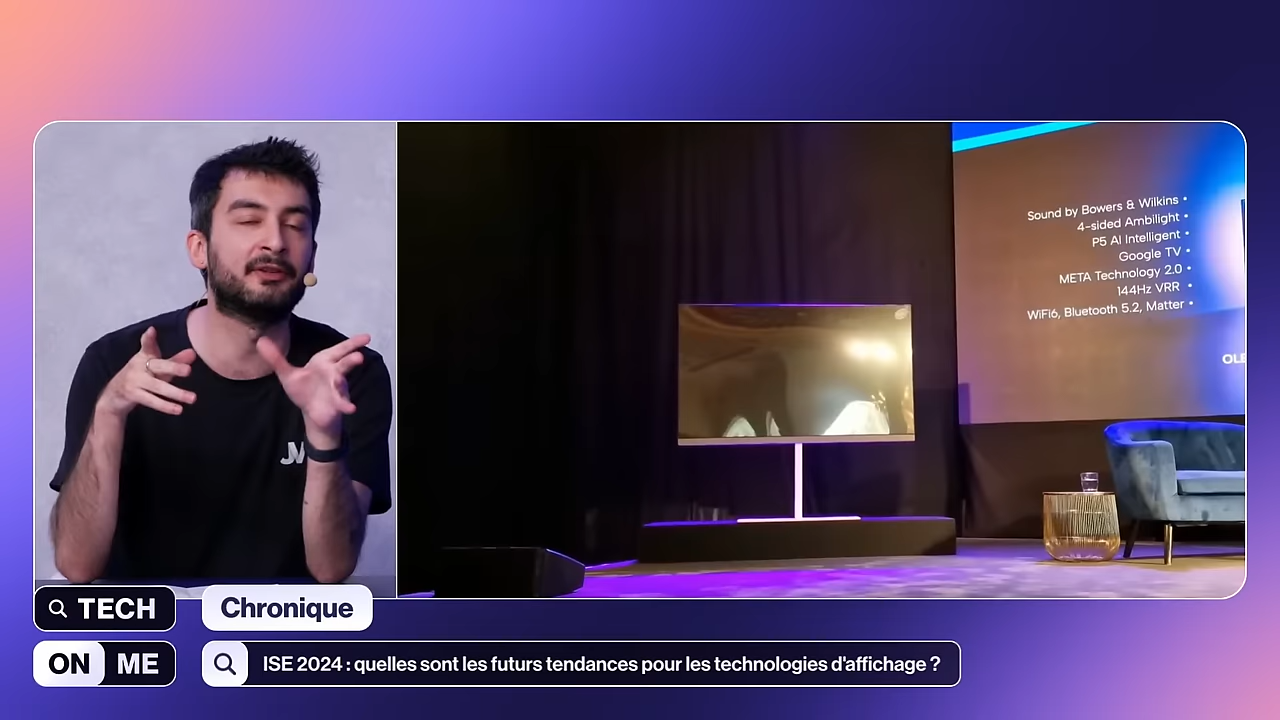 Sound by Bowers & Wilkins •
4-sided Ambilight •
P5 AI Intelligent •
Google TV •
META Technology 2.0 •
144Hz VRR •
WiFi6, Bluetooth 5.2, Matter •
OLE
JV
TECH
Chronique
ON ME
ISE 2024 : quelles sont les futurs tendances pour les technologies d'affichage ?